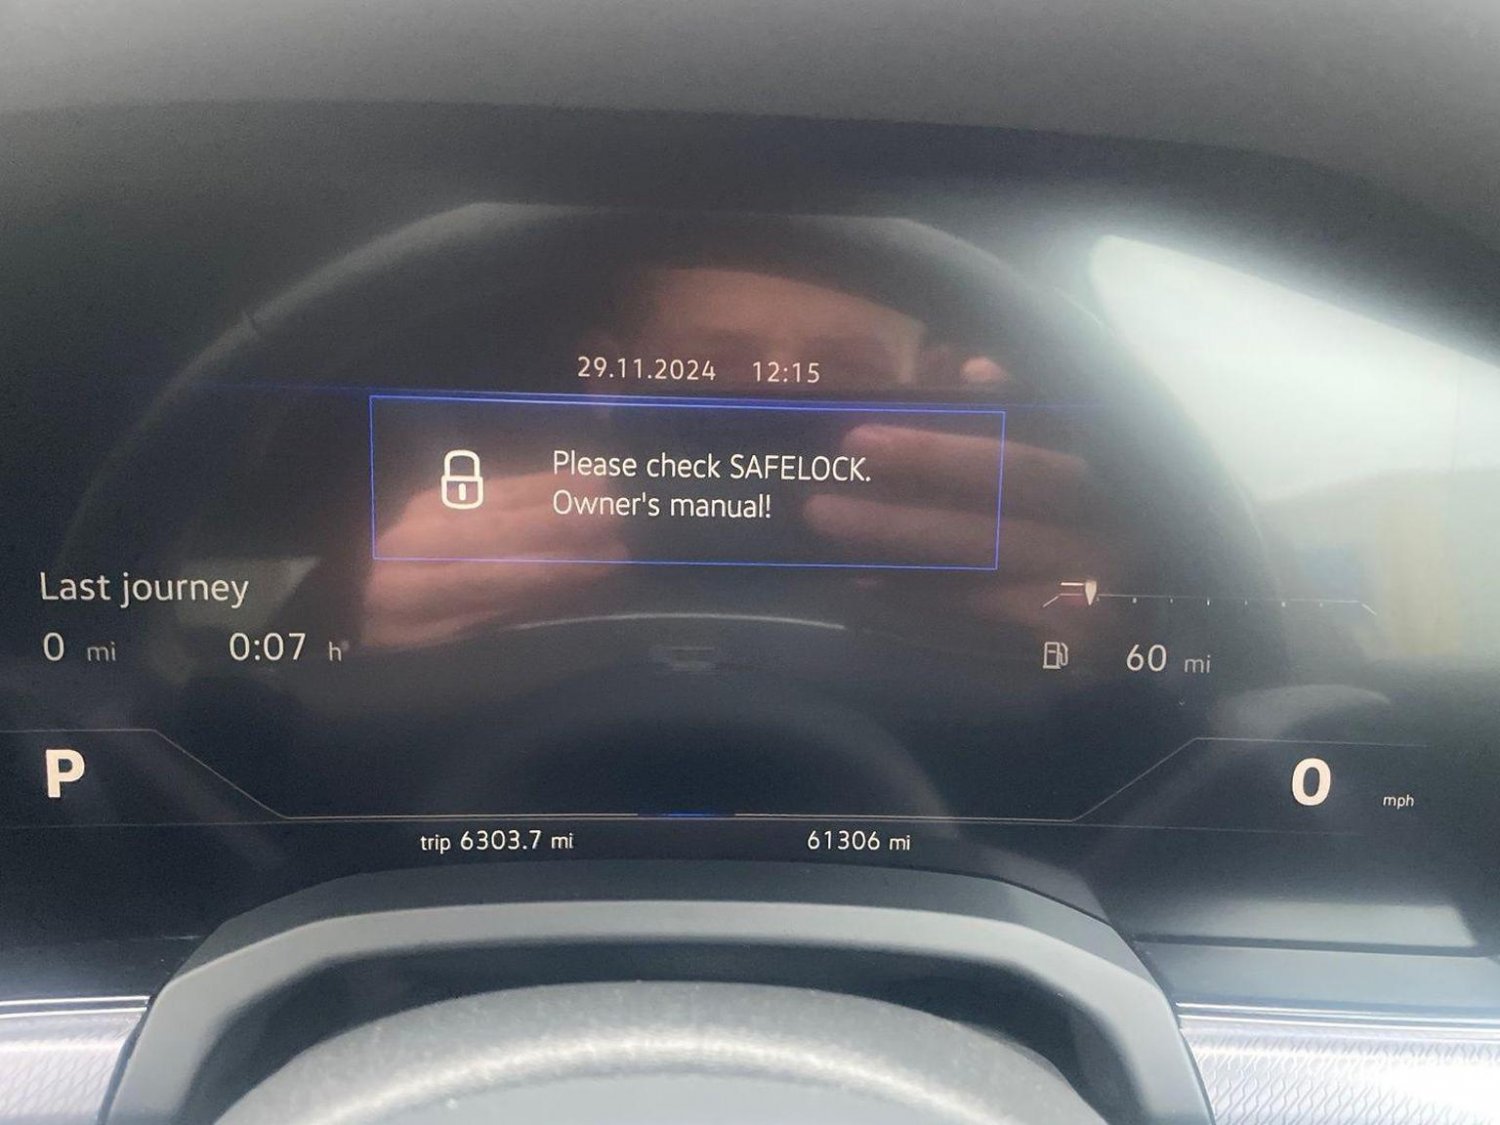 29.11.2024 12:15
Please check SAFELOCK.
Owner's manual!
Last journey
0 mi 0:07 h
60 mi
P
0 mph
trip 6303.7 mi 61306 mi